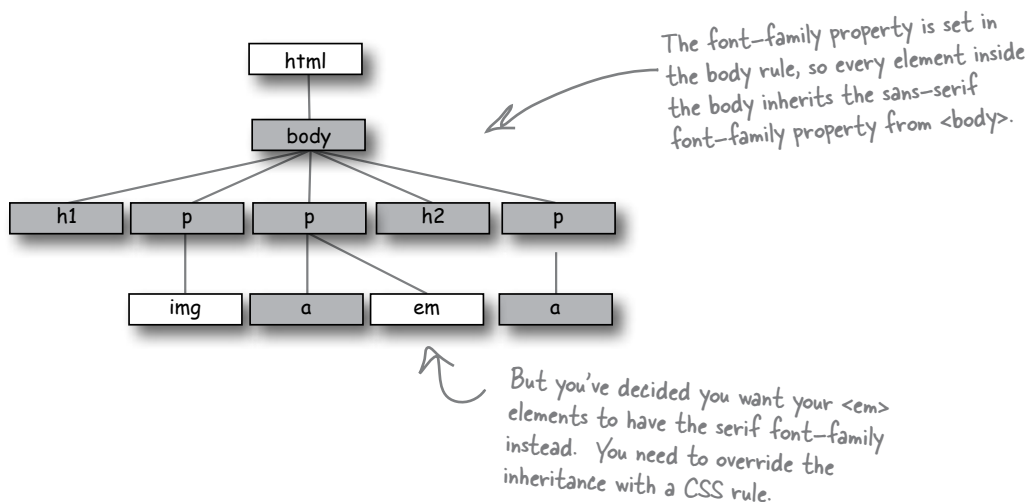 html
The font-family property is set in
the body rule, so every element inside
the body inherits the sans-serif
font-family property from <body>.
body
h1
p
p
h2
p
img
a
em
a
But you've decided you want your <em>
elements to have the serif font-family
instead. You need to override the
inheritance with a CSS rule.